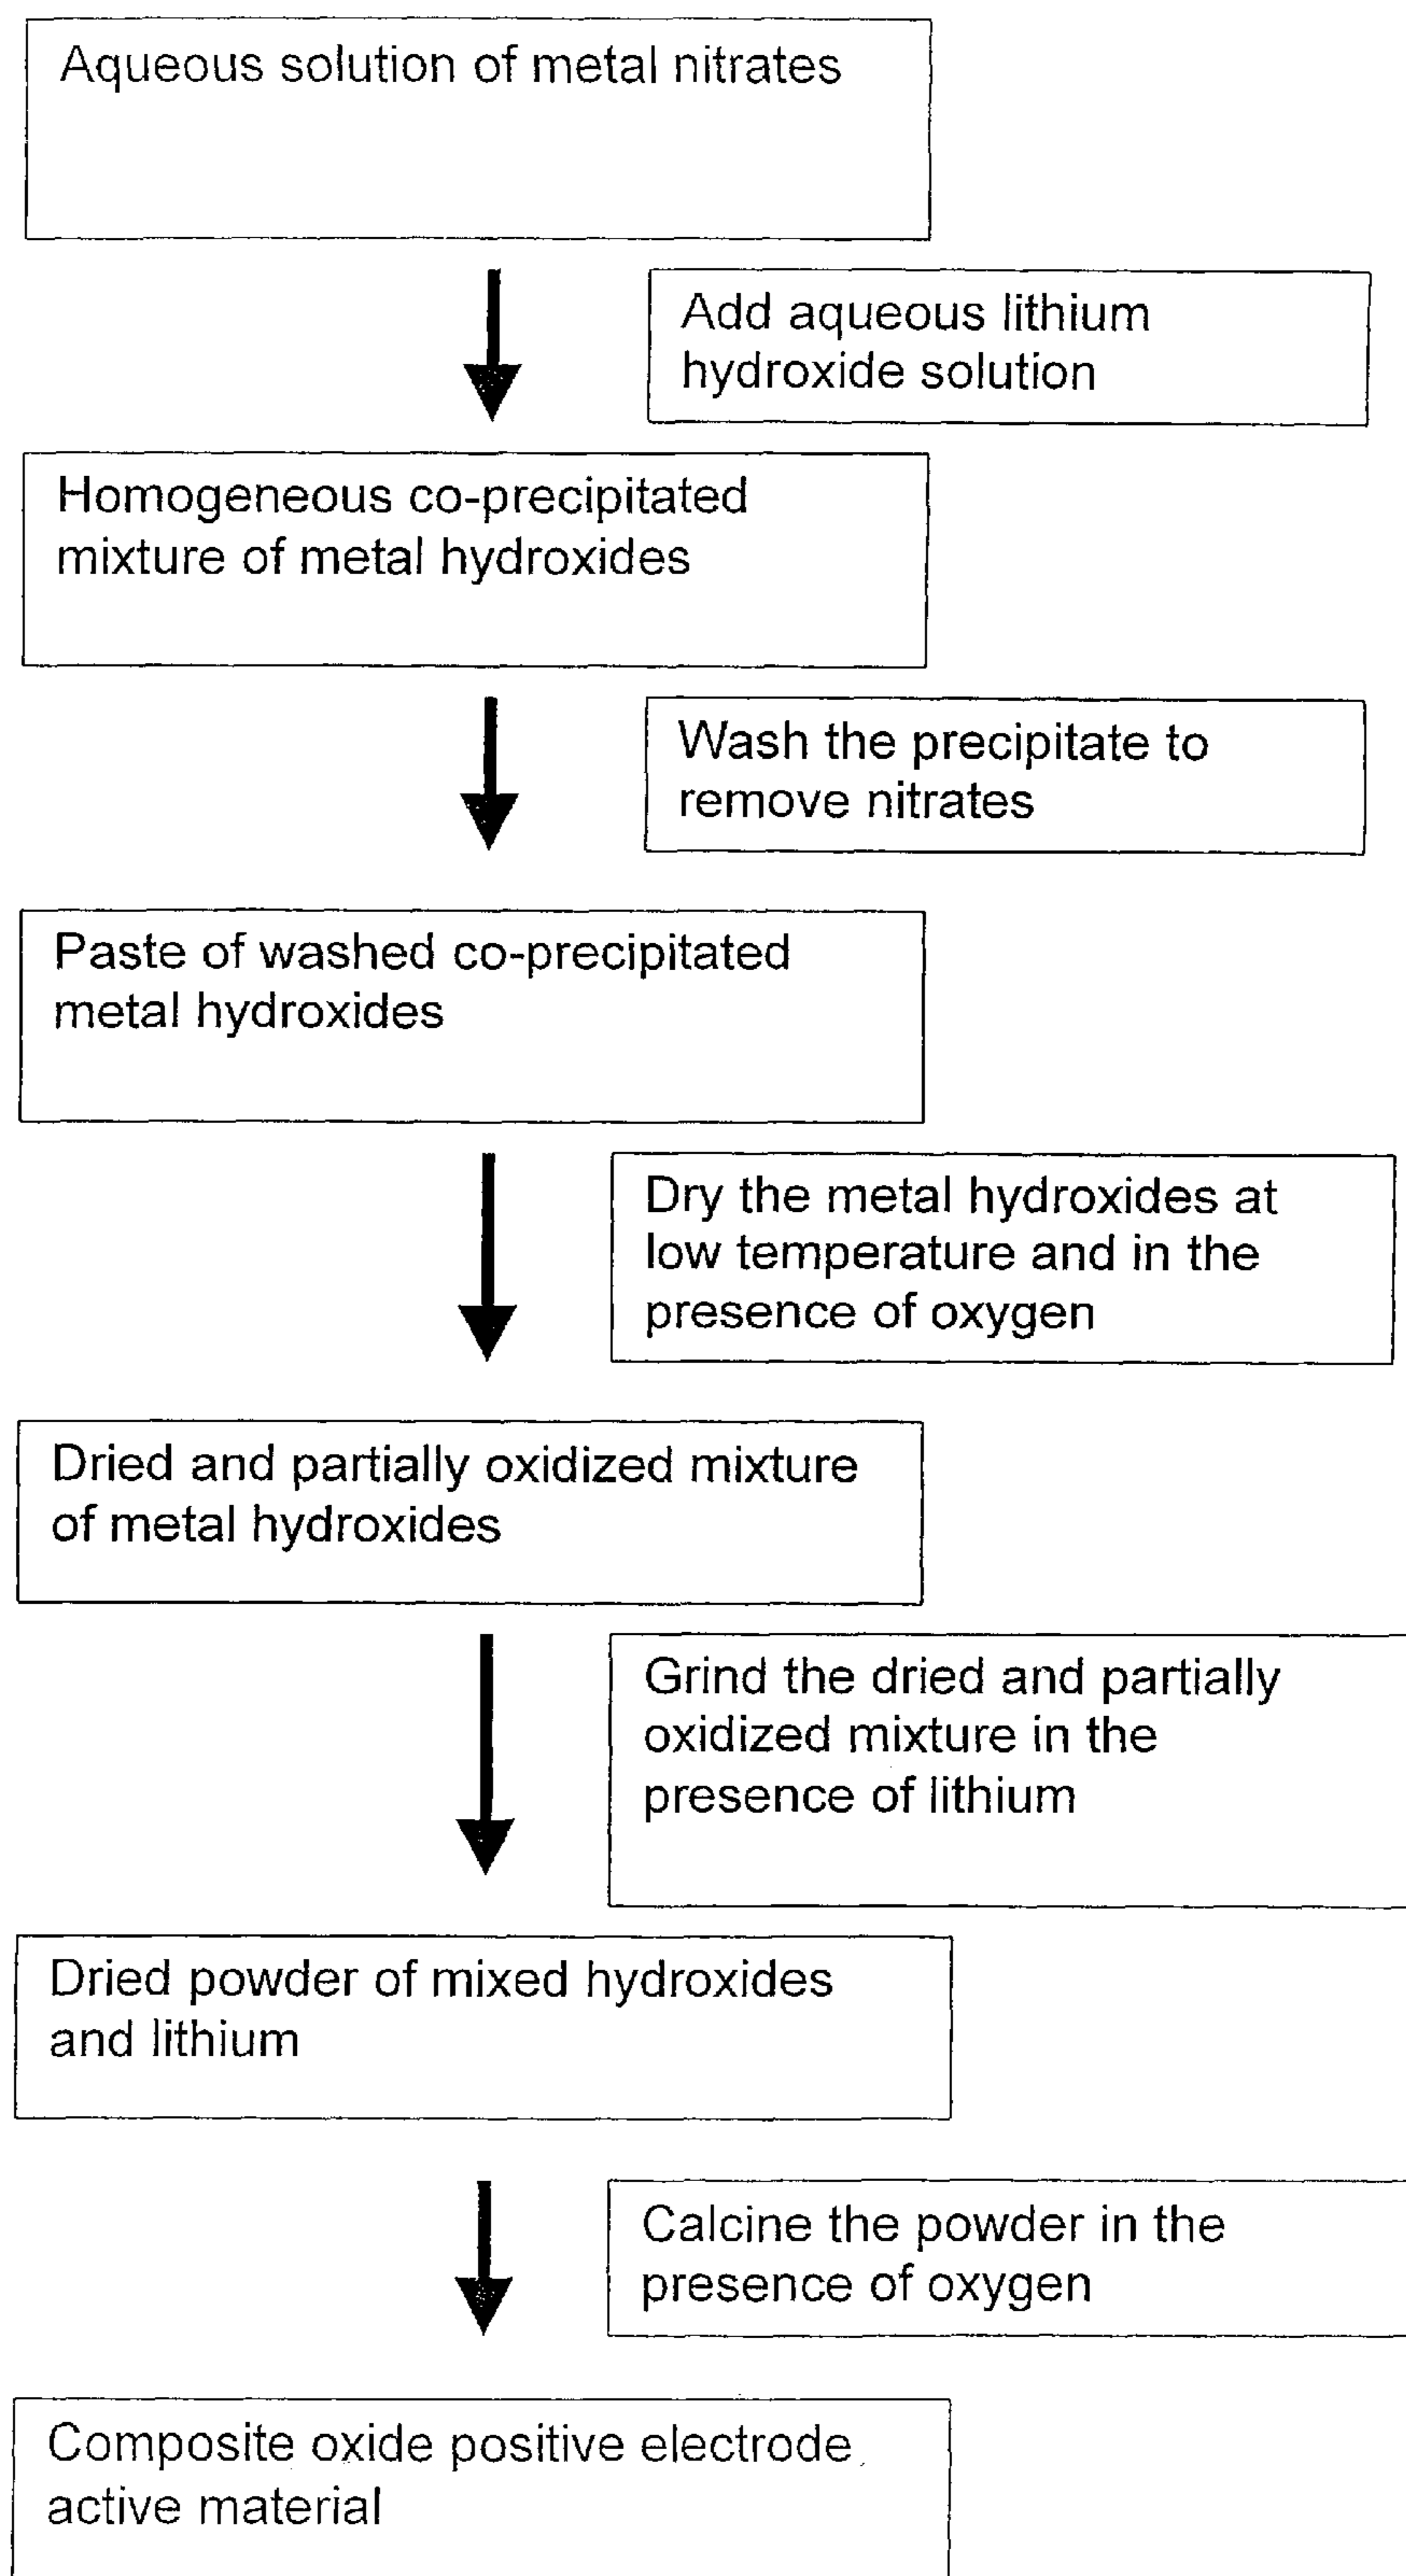 Aqueous solution of metal nitrates
Add aqueous lithium
hydroxide solution
Homogeneous co-precipitated
mixture of metal hydroxides
Wash the precipitate to
remove nitrates
Paste of washed co-precipitated
metal hydroxides
Dry the metal hydroxides at
low temperature and in the
presence of oxygen
Dried and partially oxidized mixture
of metal hydroxides
Grind the dried and partially
oxidized mixture in the
presence of lithium
Dried powder of mixed hydroxides
and lithium
Calcine the powder in the
presence of oxygen
Composite oxide positive electrode
active material